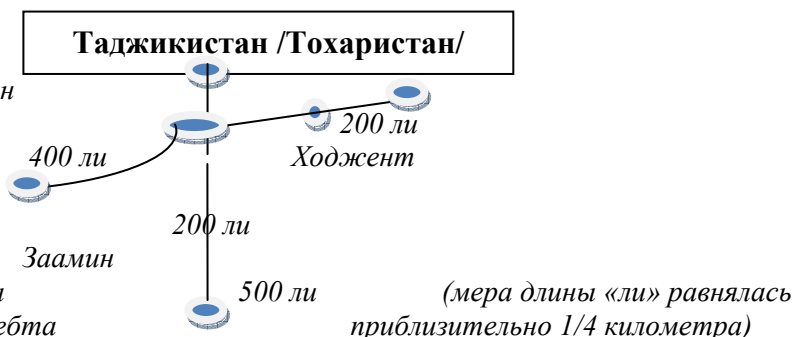 Таджикистан /Тохаристан/
н
200 ли
400 ли
Ходжент
200 ли
Заамин
500 ли
(мера длины «ли» равнялась
ебта
приблизительно 1/4 километра)